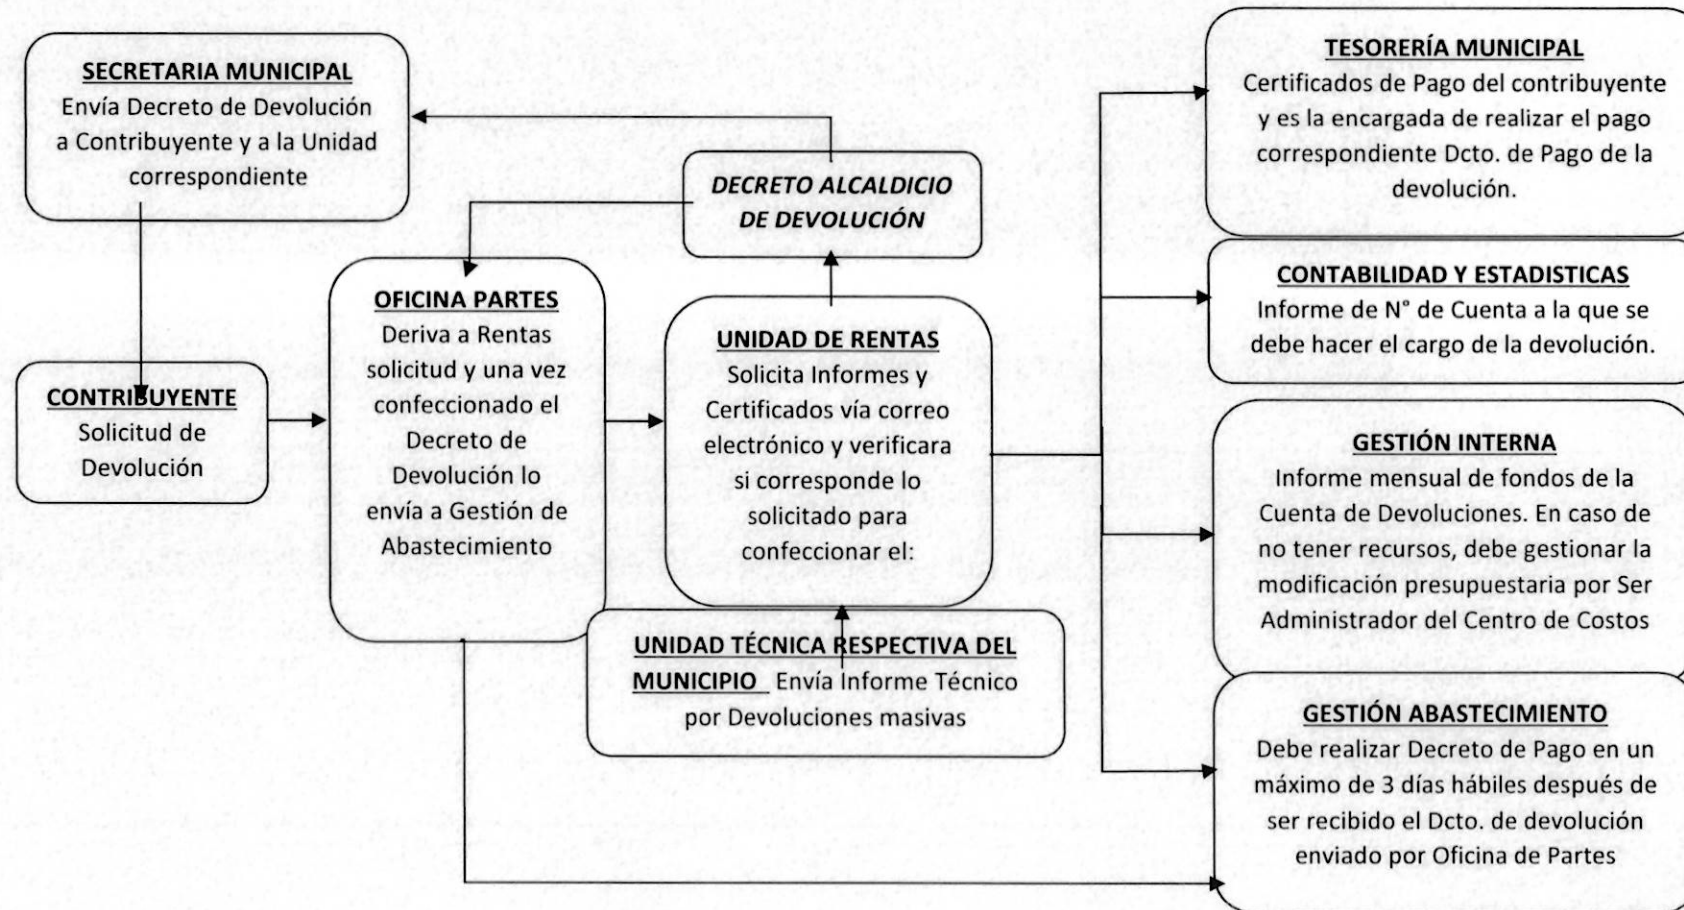 SECRETARIA MUNICIPAL
Envía Decreto de Devolución
a Contribuyente y a la Unidad
correspondiente
DECRETO ALCALDICIO
DE DEVOLUCIÓN
CONTRIBUYENTE
Solicitud de
Devolución
OFICINA PARTES
Deriva a Rentas
solicitud y una vez
confeccionado el
Decreto de
Devolución lo
envía a Gestión de
Abastecimiento
UNIDAD DE RENTAS
Solicita Informes y
Certificados vía correo
electrónico y verificara
si corresponde lo
solicitado para
confeccionar el:
UNIDAD TÉCNICA RESPECTIVA DEL
MUNICIPIO Envía Informe Técnico
por Devoluciones masivas
TESORERÍA MUNICIPAL
Certificados de Pago del contribuyente
y es la encargada de realizar el pago
correspondiente Dcto. de Pago de la
devolución.
CONTABILIDAD Y ESTADISTICAS
Informe de N° de Cuenta a la que se
debe hacer el cargo de la devolución.
GESTIÓN INTERNA
Informe mensual de fondos de la
Cuenta de Devoluciones. En caso de
no tener recursos, debe gestionar la
modificación presupuestaria por Ser
Administrador del Centro de Costos
GESTIÓN ABASTECIMIENTO
Debe realizar Decreto de Pago en un
máximo de 3 días hábiles después de
ser recibido el Dcto. de devolución
enviado por Oficina de Partes